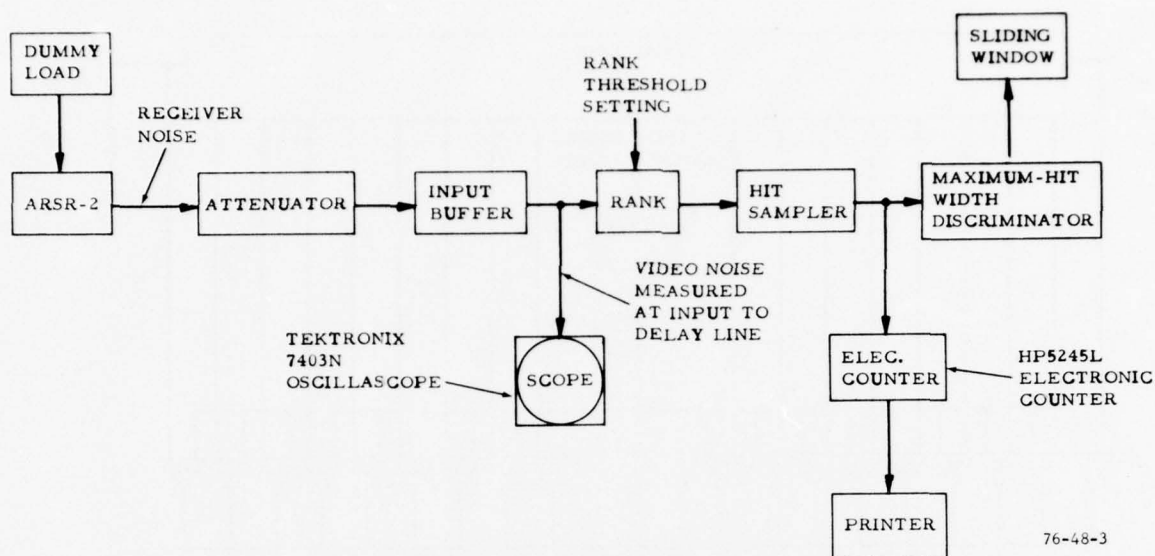 DUMMY
LOAD
SLIDING
WINDOW
RANK
THRESHOLD
SETTING
RECEIVER
NOISE
ARSR-2
ATTENUATOR
INPUT
BUFFER
RANK
HIT
SAMPLER
MAXIMUM-HIT
WIDTH
DISCRIMINATOR
VIDEO NOISE
MEASURED
AT INPUT TO
DELAY LINE
TEKTRONIX
7403N
OSCILLASCOPE
SCOPE
ELEC.
COUNTER
HP5245L
ELECTRONIC
COUNTER
PRINTER
76-48-3